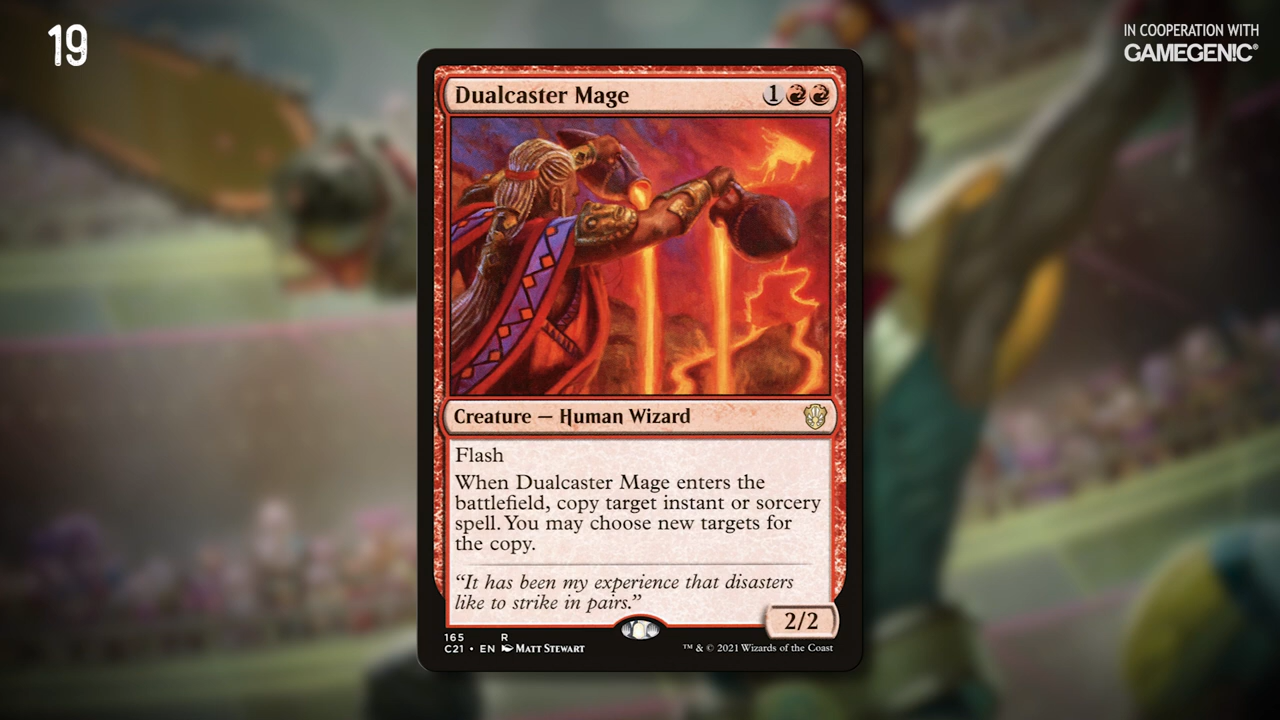 19
IN COOPERATION WITH
GAMEGEN!C®
Dualcaster Mage 1
Creature — Human Wizard
Flash
When Dualcaster Mage enters the
battlefield, copy target instant or sorcery
spell. You may choose new targets for
the copy.
“It has been my experience that disasters
like to strike in pairs.”
2/2
165 R
C21 • EN MATT STEWART
™ & © 2021 Wizards of the Coast